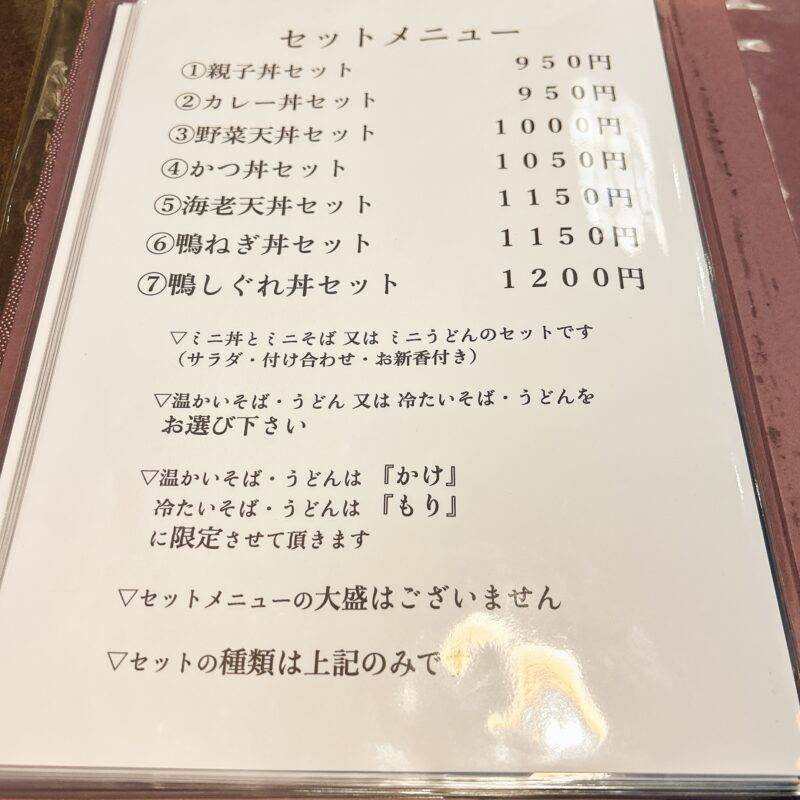 セットメニュー
①親子丼セット ９５０円
②カレー丼セット ９５０円
③野菜天丼セット １０００円
④かつ丼セット １０５０円
⑤海老天丼セット １１５０円
⑥鴨ねぎ丼セット １１５０円
⑦鴨しぐれ丼セット １２００円
▽ミニ丼とミニそば 又は ミニうどんのセットです
（サラダ・付け合わせ・お新香付き）
▽温かいそば・うどん 又は 冷たいそば・うどんを
お選び下さい
▽温かいそば・うどんは 『かけ』
冷たいそば・うどんは 『もり』
に限定させて頂きます
▽セットメニューの大盛はございません
▽セットの種類は上記のみで